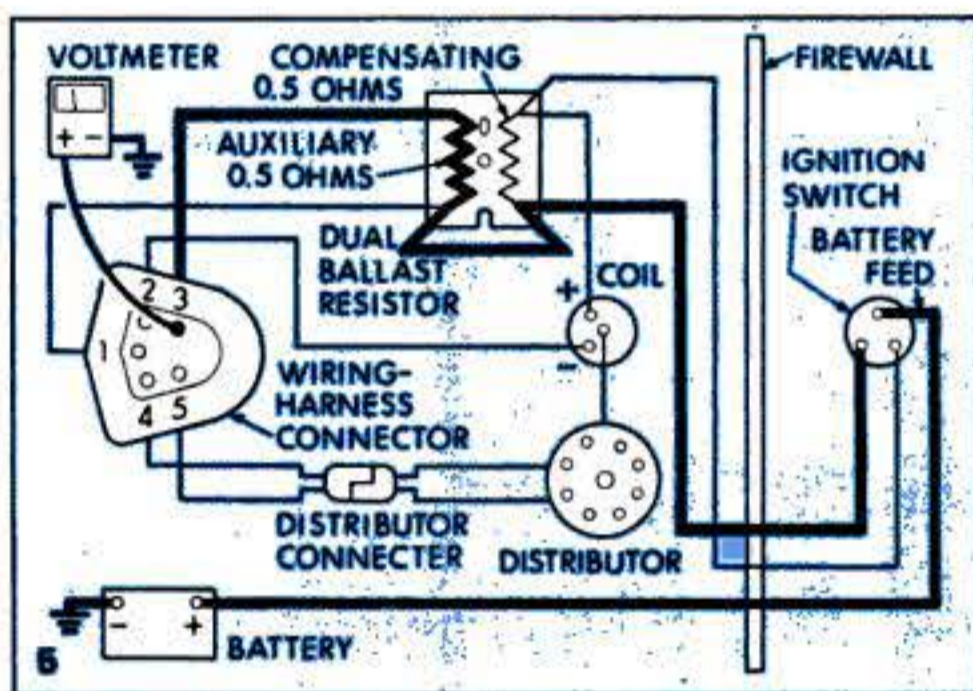 VOLTMETER
COMPENSATING
0.5 OHMS
FIREWALL
+ -
AUXILIARY
0.5 OHMS
IGNITION
SWITCH
BATTERY
FEED
DUAL
BALLAST
RESISTOR
COIL
+
-
2 3
1
4 5
WIRING-
HARNESS
CONNECTOR
DISTRIBUTOR
CONNECTER
DISTRIBUTOR
- +
BATTERY
6